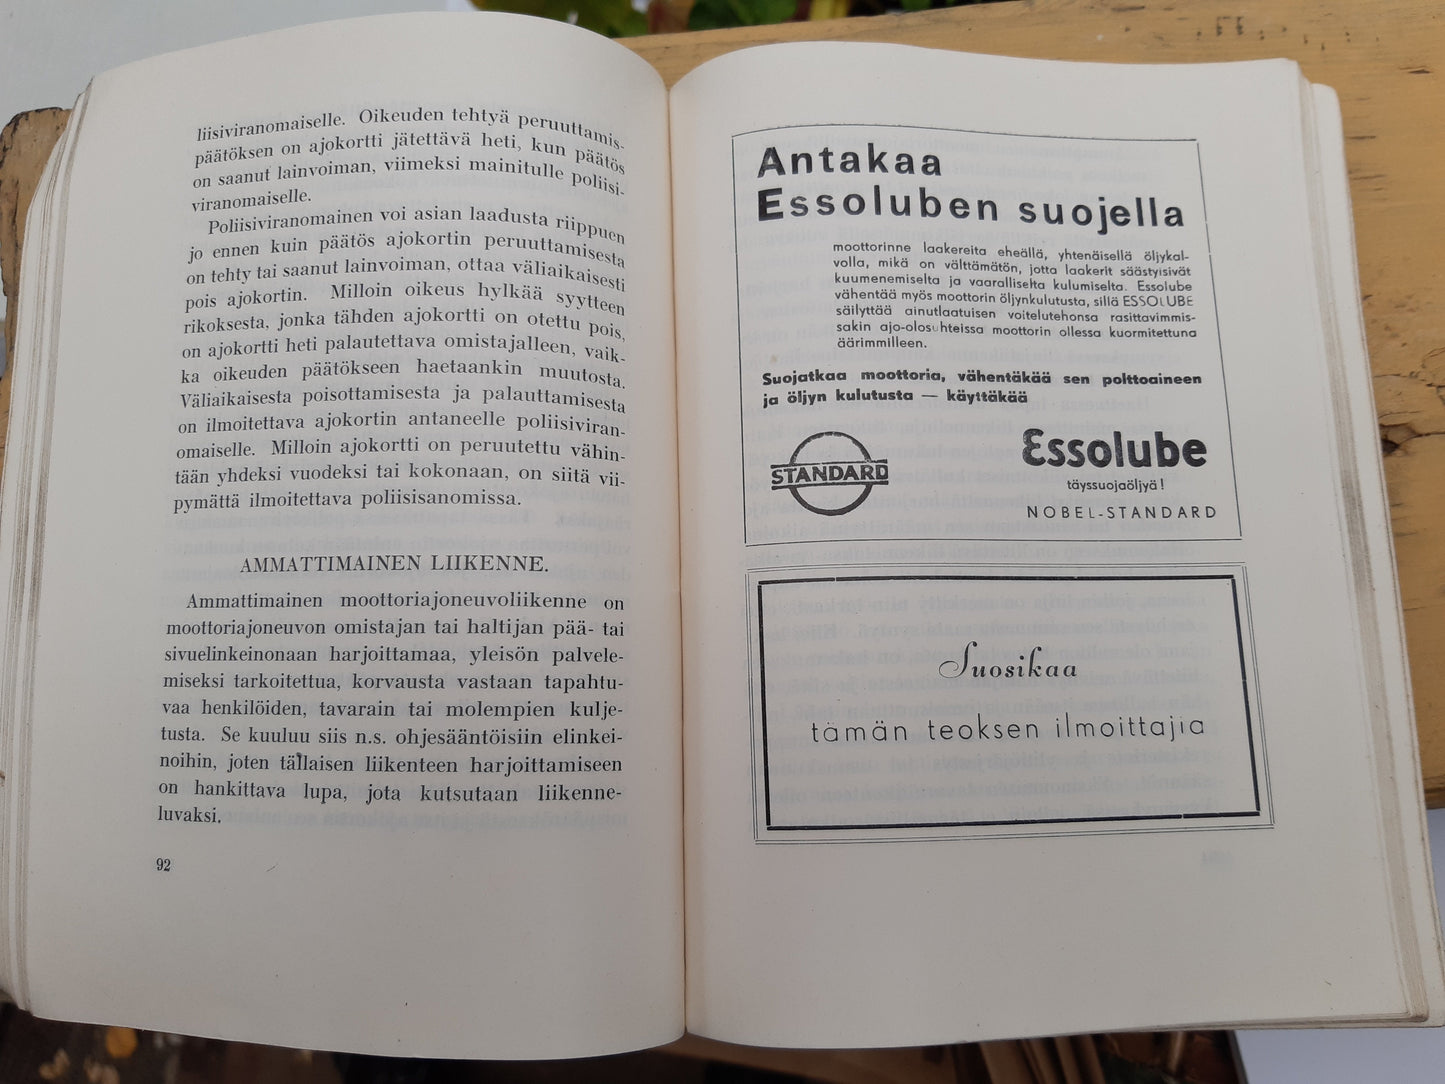 liisiviranomaiselle. Oikeuden tehtyä peruuttamis-
päätöksen on ajokortti jätettävä heti, kun päätös
on saanut lainvoiman, viimeksi mainitulle poliisi-
viranomaiselle.
Poliisiviranomainen voi asian laadusta riippuen
jo ennen kuin päätös ajokortin peruuttamisesta
on tehty tai saanut lainvoiman, ottaa väliaikaisesti
pois ajokortin. Milloin oikeus hylkää syytteen
rikoksesta, jonka tähden ajokortti on otettu pois,
on ajokortti heti palautettava omistajalleen, vaik-
ka oikeuden päätökseen haetaankin muutosta.
Väliaikaisesta poisottamisesta ja palauttamisesta
on ilmoitettava ajokortin antaneelle poliisiviran-
omaiselle. Milloin ajokortti on peruutettu vähin-
tään yhdeksi vuodeksi tai kokonaan, on siitä vii-
pymättä ilmoitettava poliisisanomissa.
AMMATTIMAINEN LIIKENNE.
Ammattimainen moottoriajoneuvoliikenne on
moottoriajoneuvon omistajan tai haltijan pää- tai
sivuelinkeinonaan harjoittamaa, yleisön palvele-
miseksi tarkoitettua, korvausta vastaan tapahtu-
vaa henkilöiden, tavarain tai molempien kulje-
tusta. Se kuuluu siis n.s. ohjesääntöisiin elinkei-
noihin, joten tällaisen liikenteen harjoittamiseen
on hankittava lupa, jota kutsutaan liikenne-
luvaksi.
92
Antakaa
Essoluben suojella
moottorinne laakereita eheällä, yhtenäisellä öljykal-
volla, mikä on välttämätön, jotta laakerit säästyisivät
kuumenemiselta ja vaaralliselta kulumiselta. Essolube
vähentää myös moottorin öljynkulutusta, sillä ESSOLUBE
säilyttää ainutlaatuisen voitelutehonsa rasittavimmis-
sakin ajo-olosuhteissa moottorin ollessa kuormitettuna
äärimmilleen.
Suojatkaa moottoria, vähentäkää sen polttoaineen
ja öljyn kulutusta — käyttäkää
STANDARD
Essolube
täyssuojaöljyä!
NOBEL-STANDARD
Suosikaa
tämän teoksen ilmoittajia